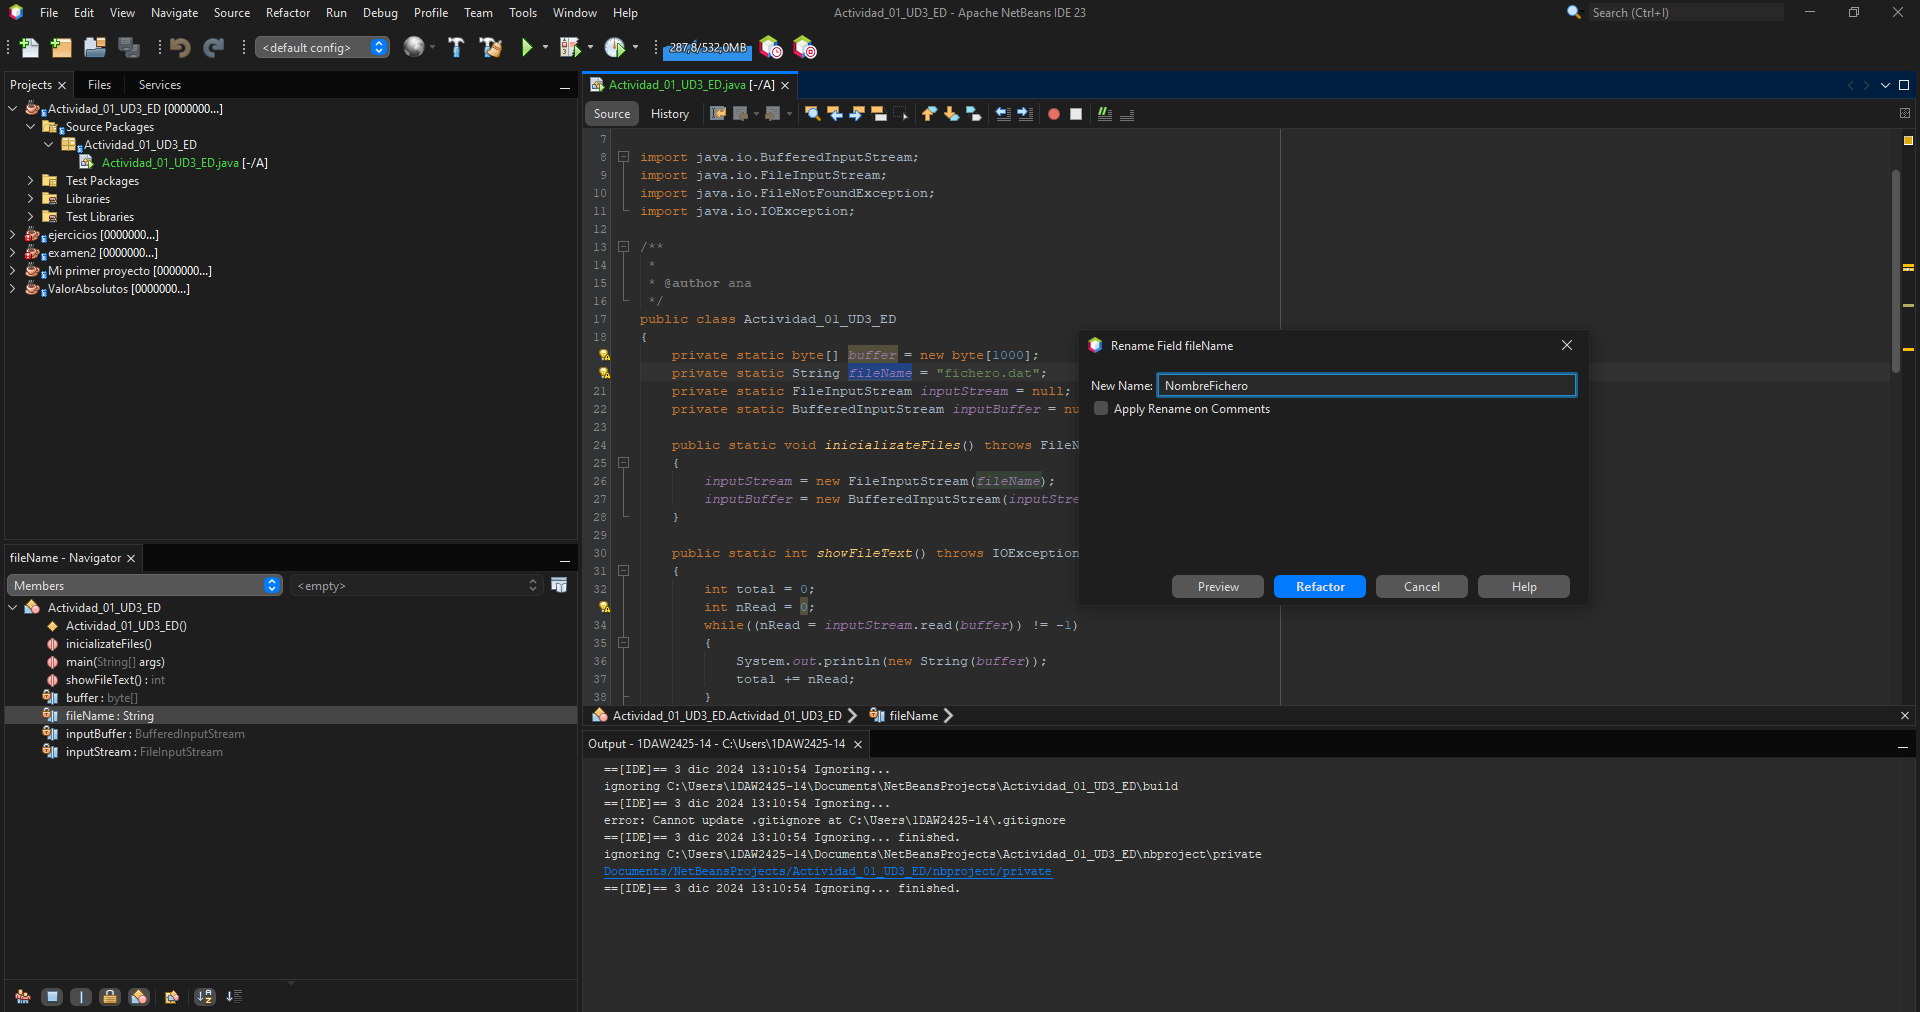 File Edit View Navigate Source Refactor Run Debug Profile Team Tools Window Help
Actividad_01_UD3_ED - Apache NetBeans IDE 23
Search (Ctrl+I)
<default config>
287,8/532,0MB
Projects
Files
Services
Actividad_01_UD3_ED [0000000...]
Source Packages
Actividad_01_UD3_ED
Actividad_01_UD3_ED.java [-/A]
Test Packages
Libraries
Test Libraries
ejercicios [0000000...]
examen2 [0000000...]
Mi primer proyecto [0000000...]
ValorAbsolutos [0000000...]
fileName - Navigator
Members
<empty>
Actividad_01_UD3_ED
Actividad_01_UD3_ED()
inicializateFiles()
main(String[] args)
showFileText() : int
buffer : byte[]
fileName : String
inputBuffer : BufferedInputStream
inputStream : FileInputStream
Actividad_01_UD3_ED.java [-/A]
Source
History
7
8 import java.io.BufferedInputStream;
9 import java.io.FileInputStream;
10 import java.io.FileNotFoundException;
11 import java.io.IOException;
12
13 /**
14 *
15 * @author ana
16 */
17 public class Actividad_01_UD3_ED
18 {
private static byte[] buffer = new byte[1000];
private static String fileName = "fichero.dat";
21 private static FileInputStream inputStream = null;
22 private static BufferedInputStream inputBuffer = nu
23
24 public static void inicializateFiles() throws FileN
25 {
26 inputStream = new FileInputStream(fileName);
27 inputBuffer = new BufferedInputStream(inputStre
28 }
29
30 public static int showFileText() throws IOException
31 {
32 int total = 0;
int nRead = 0;
34 while((nRead = inputStream.read(buffer)) != -1)
35 {
36 System.out.println(new String(buffer));
37 total += nRead;
38 }
Rename Field fileName
New Name: NombreFichero
Apply Rename on Comments
Preview
Refactor
Cancel
Help
Actividad_01_UD3_ED.Actividad_01_UD3_ED
fileName
Output - 1DAW2425-14 - C:\Users\1DAW2425-14
==[IDE]== 3 dic 2024 13:10:54 Ignoring...
ignoring C:\Users\1DAW2425-14\Documents\NetBeansProjects\Actividad_01_UD3_ED\build
==[IDE]== 3 dic 2024 13:10:54 Ignoring...
error: Cannot update .gitignore at C:\Users\1DAW2425-14\.gitignore
==[IDE]== 3 dic 2024 13:10:54 Ignoring... finished.
ignoring C:\Users\1DAW2425-14\Documents\NetBeansProjects\Actividad_01_UD3_ED\nbproject\private
Documents/NetBeansProjects/Actividad_01_UD3_ED/nbproject/private
==[IDE]== 3 dic 2024 13:10:54 Ignoring... finished.